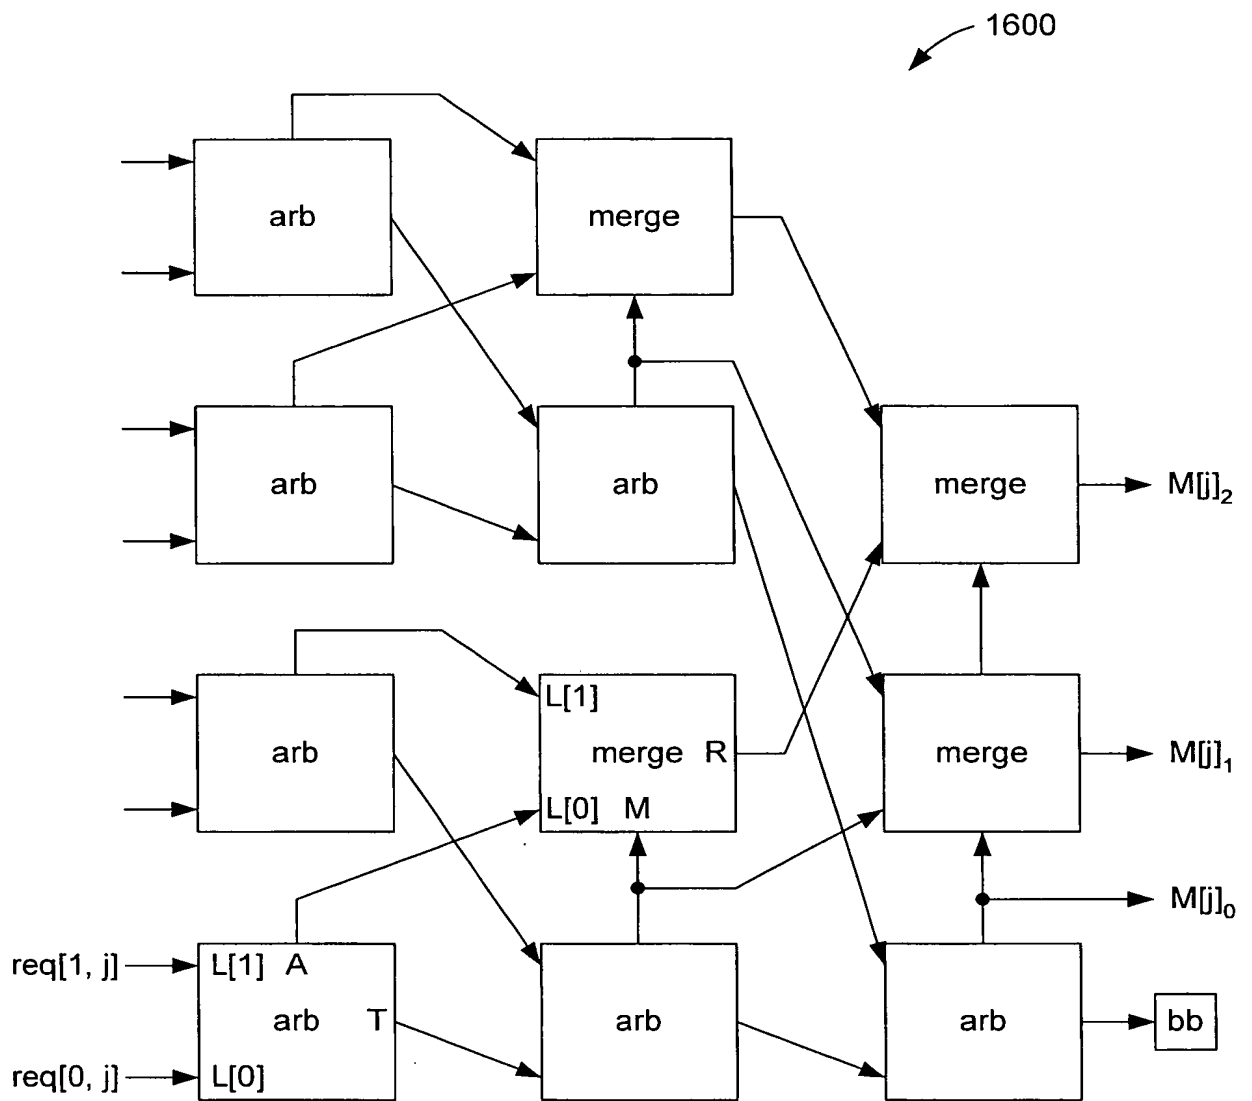 1600
arb
merge
arb
arb
merge
M[j]2
arb
L[1]
merge R
L[0] M
merge
M[j]1
M[j]0
req[1, j]
L[1] A
arb T
req[0, j]
L[0]
arb
arb
bb